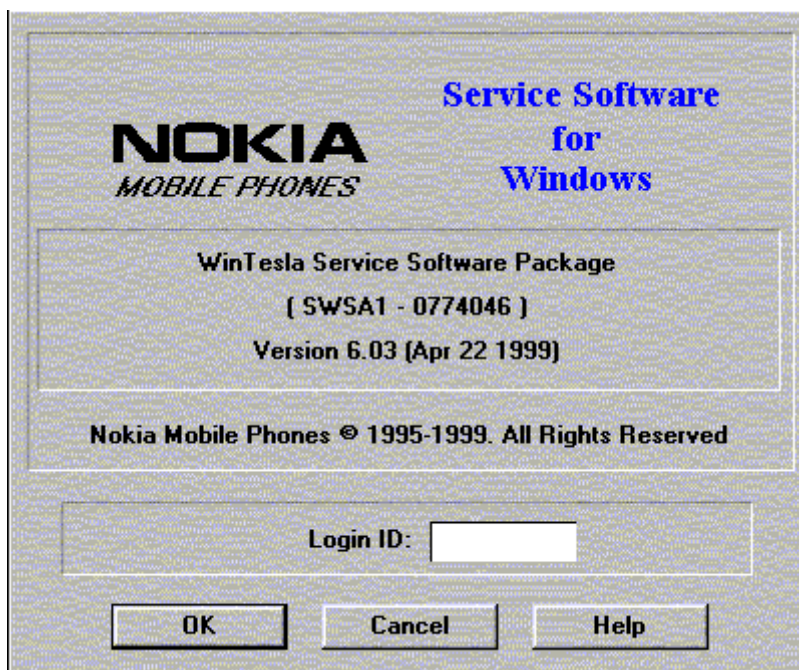 NOKIA
MOBILE PHONES
Service Software
for
Windows
WinTesla Service Software Package
( SWSA1 - 0774046 )
Version 6.03 (Apr 22 1999)
Nokia Mobile Phones © 1995-1999. All Rights Reserved
Login ID:
OK Cancel Help